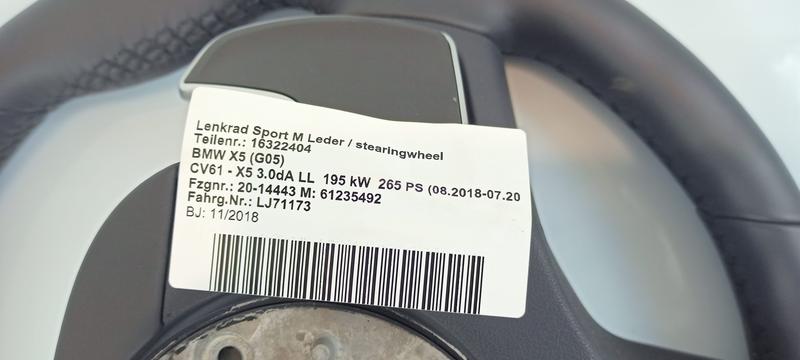 Lenkrad Sport M Leder / stearingwheel
Teilenr.: 16322404
BMW X5 (G05)
CV61 - X5 3.0dA LL 195 kW 265 PS (08.2018-07.20
Fzgnr.: 20-14443 M: 61235492
Fahrg.Nr.: LJ71173
BJ: 11/2018